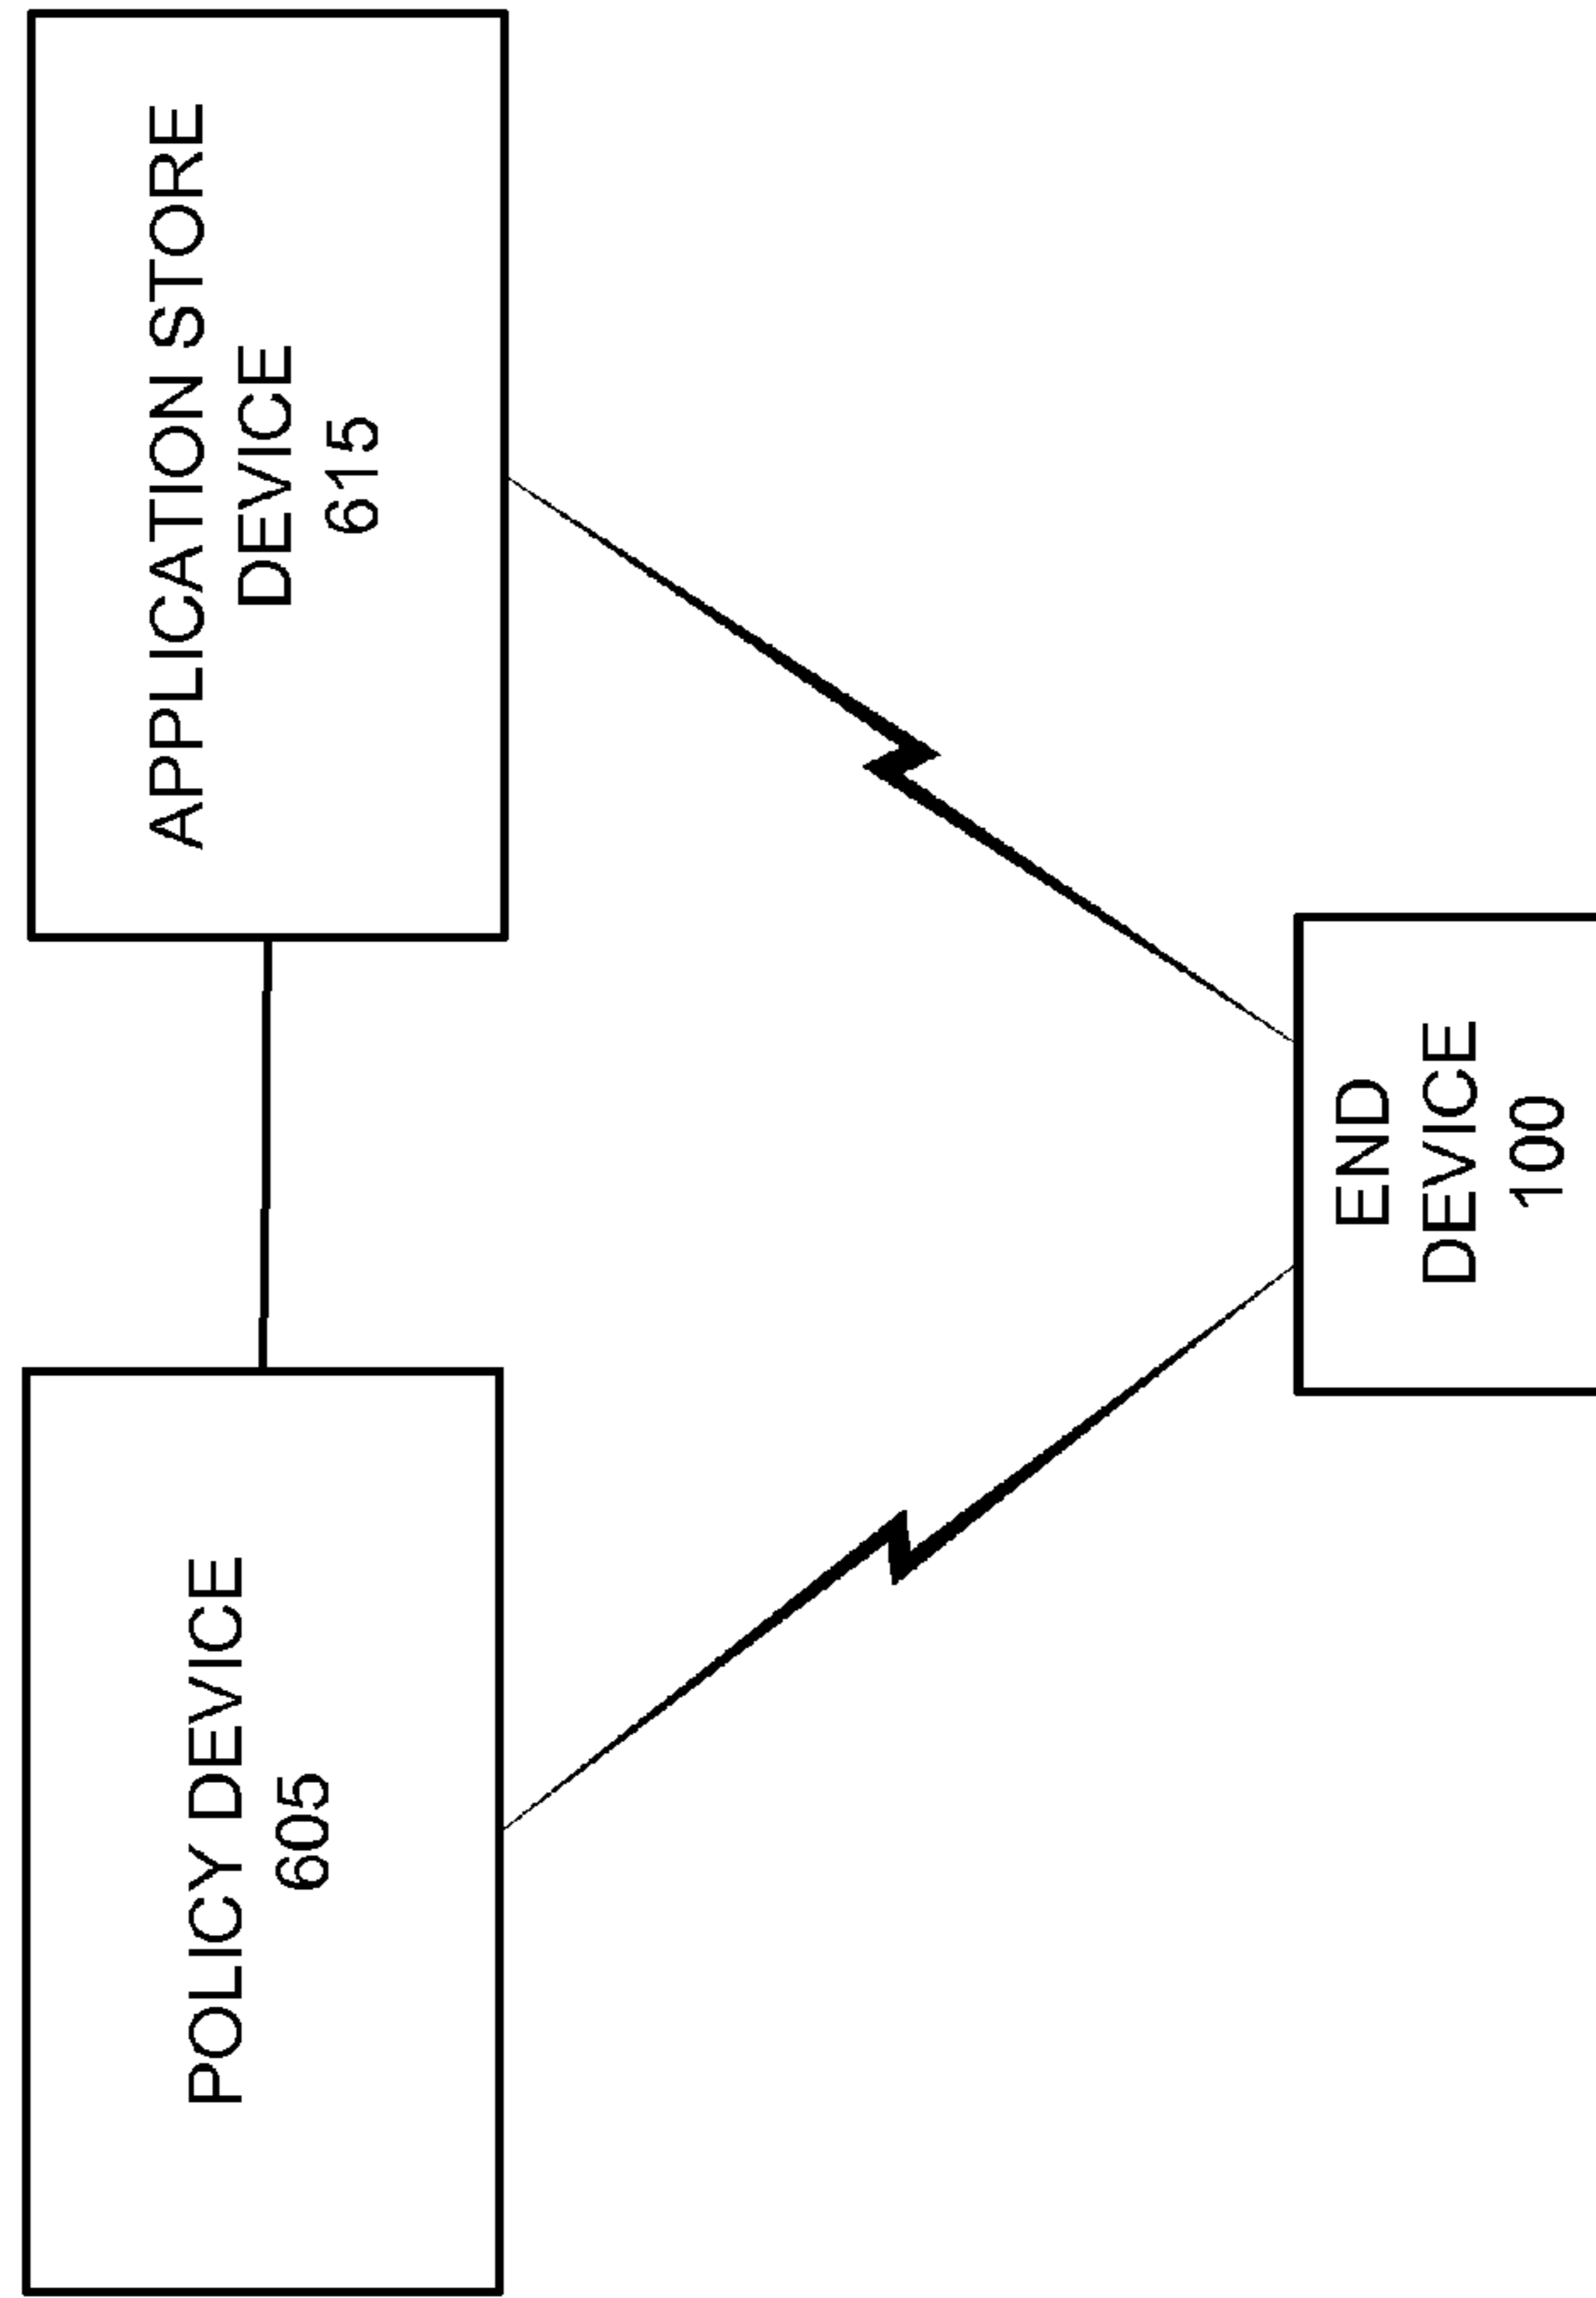 POLICY DEVICE
605
APPLICATION STORE
DEVICE
615
END
DEVICE
100